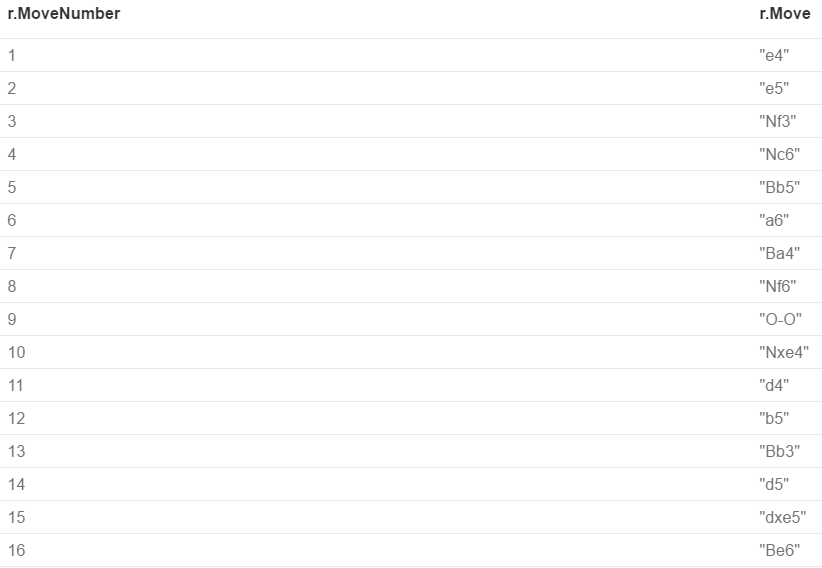 r.MoveNumber r.Move
1 "e4"
2 "e5"
3 "Nf3"
4 "Nc6"
5 "Bb5"
6 "a6"
7 "Ba4"
8 "Nf6"
9 "O-O"
10 "Nxe4"
11 "d4"
12 "b5"
13 "Bb3"
14 "d5"
15 "dxe5"
16 "Be6"